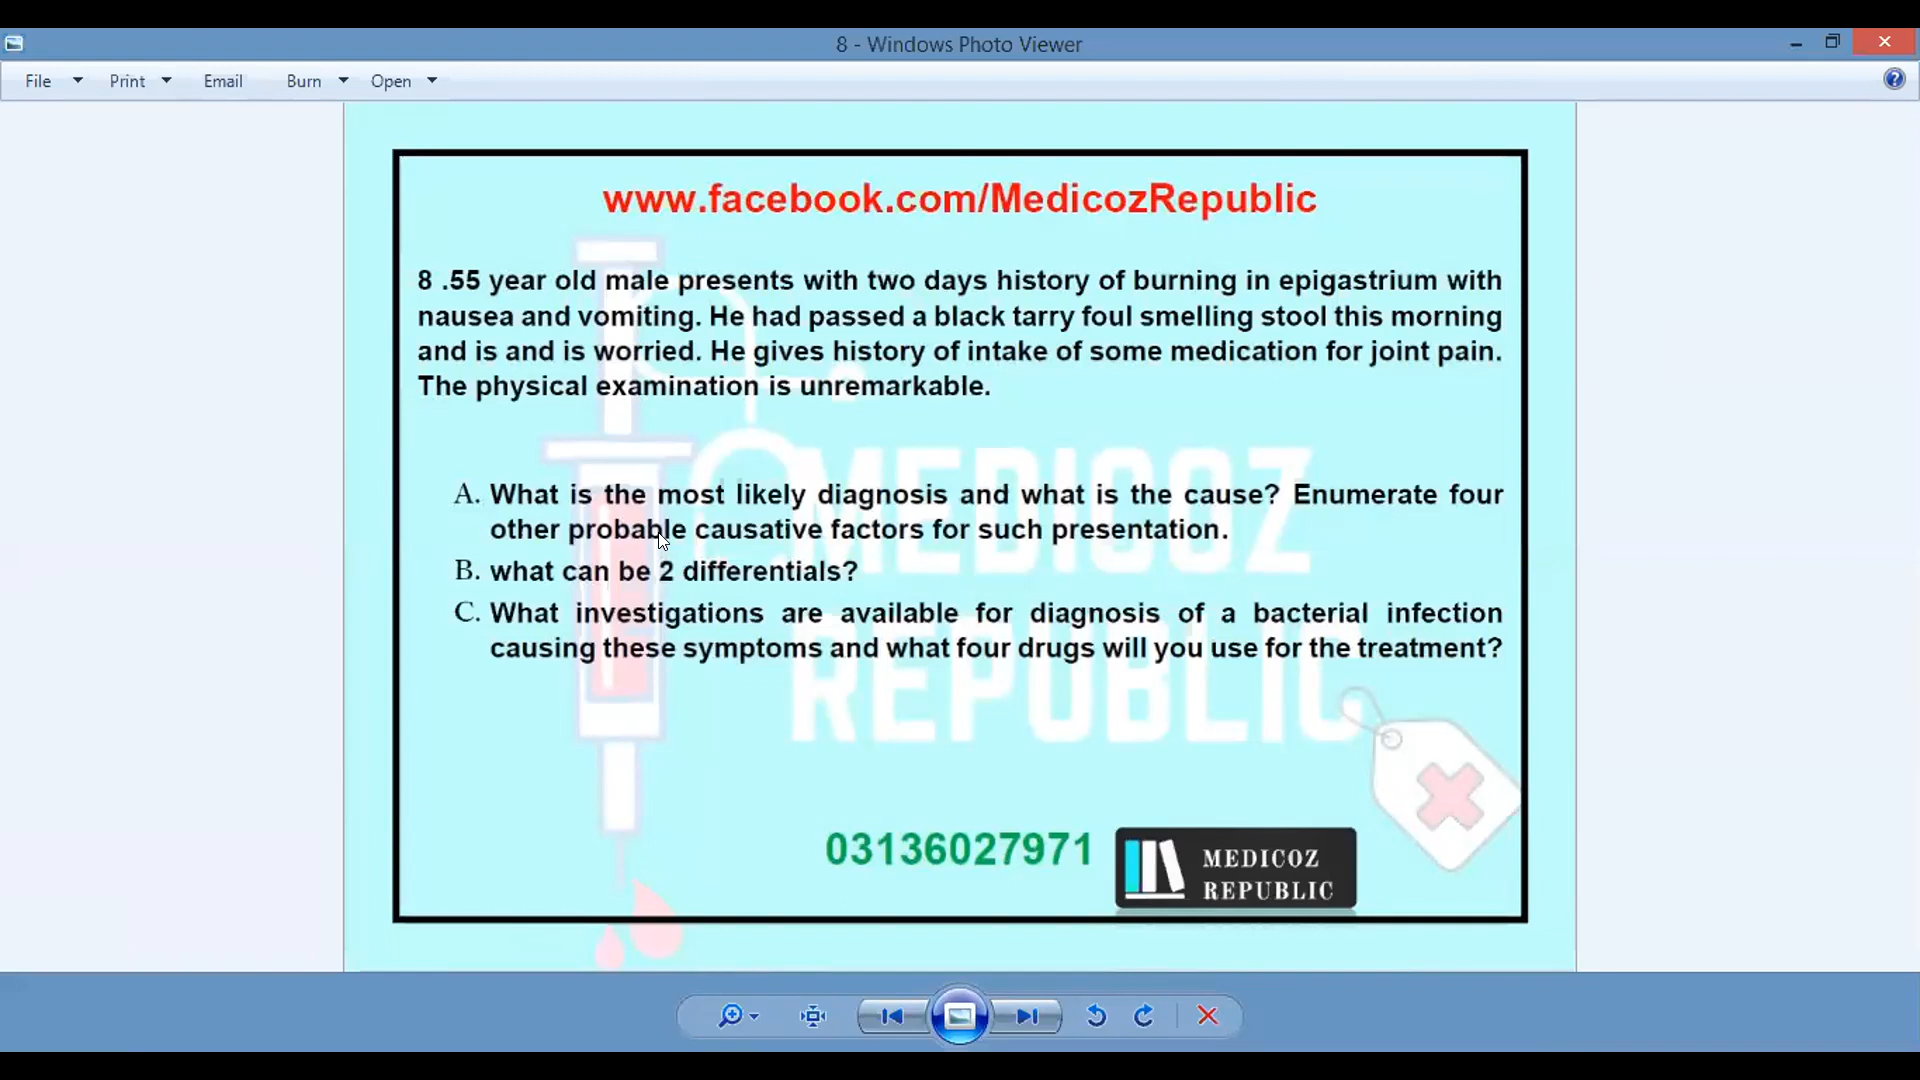 8 - Windows Photo Viewer
File Print Email Burn Open
www.facebook.com/MedicozRepublic
8 .55 year old male presents with two days history of burning in epigastrium with
nausea and vomiting. He had passed a black tarry foul smelling stool this morning
and is and is worried. He gives history of intake of some medication for joint pain.
The physical examination is unremarkable.
A. What is the most likely diagnosis and what is the cause? Enumerate four
other probable causative factors for such presentation.
B. what can be 2 differentials?
C. What investigations are available for diagnosis of a bacterial infection
causing these symptoms and what four drugs will you use for the treatment?
MEDICOZ
REPUBLIC
03136027971
MEDICOZ
REPUBLIC